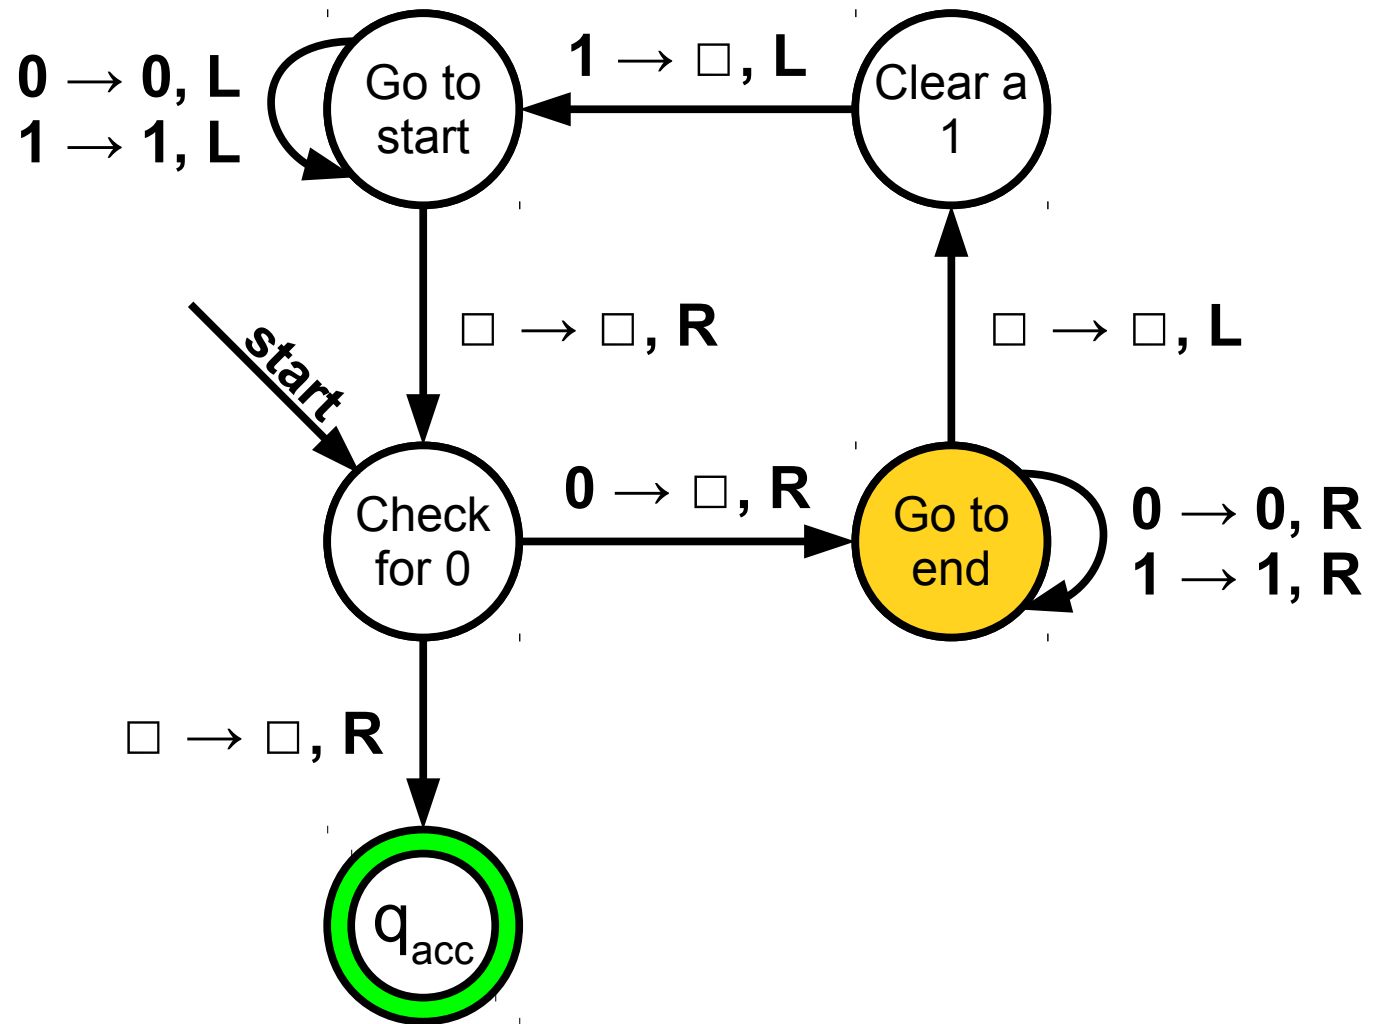 0 → 0, L
1 → 1, L
Go to
start
1 → □, L
Clear a
1
□ → □, R
□ → □, L
start
Check
for 0
0 → □, R
Go to
end
0 → 0, R
1 → 1, R
□ → □, R
qacc